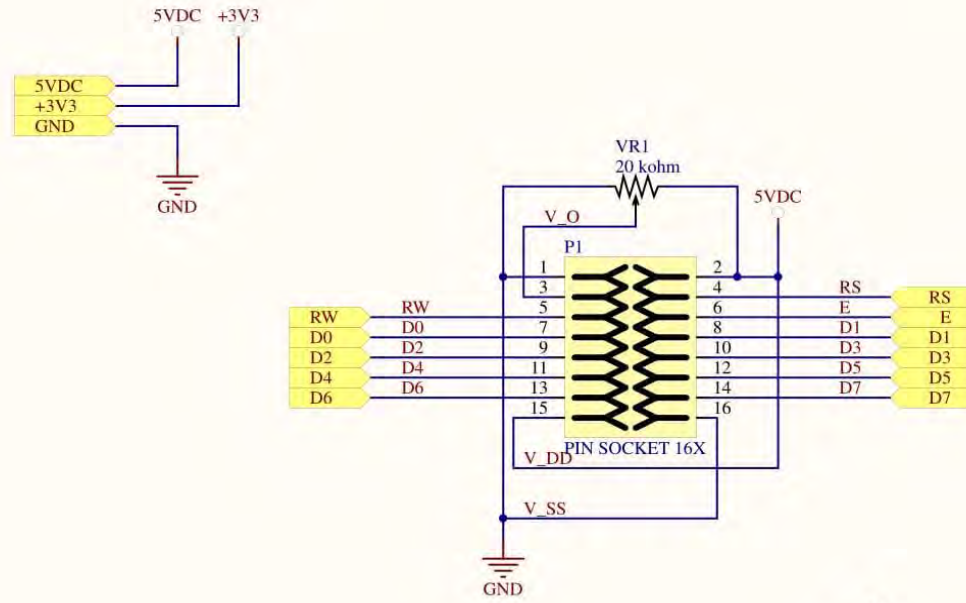 5VDC +3V3
5VDC
+3V3
GND
GND
VR1
20 kohm
5VDC
V_O
P1
1 2
3 4 RS RS
RW RW 5 6 E E
D0 D0 7 8 D1 D1
D2 D2 9 10 D3 D3
D4 D4 11 12 D5 D5
D6 D6 13 14 D7 D7
15 16
PIN SOCKET 16X
V_DD
V_SS
GND